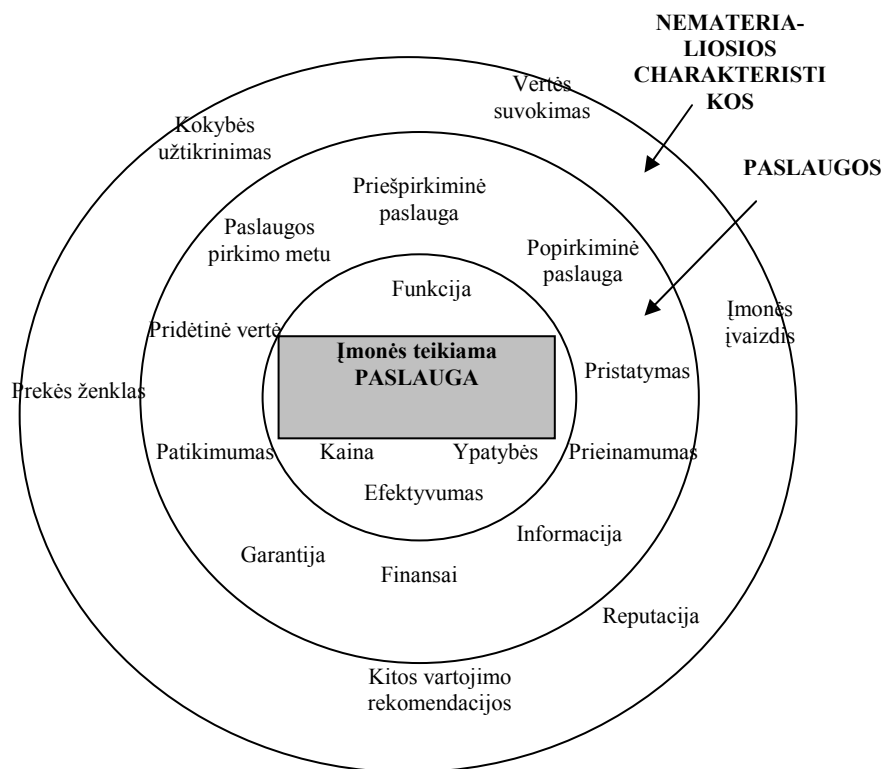 NEMATERIA-
LIOSIOS
CHARAKTERISTI
KOS
Vertės
suvokimas
Kokybės
užtikrinimas
PASLAUGOS
Priešpirkiminė
paslauga
Paslaugos
pirkimo metu
Popirkiminė
paslauga
Funkcija
Įmonės
įvaizdis
Pridėtinė vertė
Įmonės teikiama
PASLAUGA
Pristatymas
Prekės ženklas
Patikimumas
Kaina
Ypatybės
Prieinamumas
Efektyvumas
Informacija
Garantija
Finansai
Reputacija
Kitos vartojimo
rekomendacijos